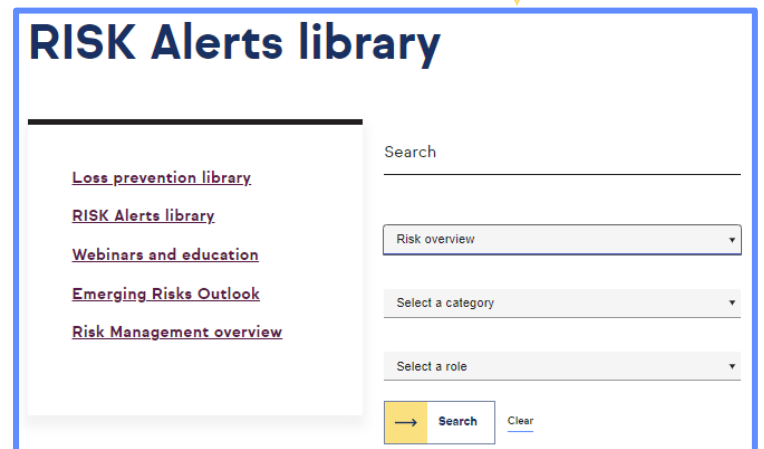 RISK Alerts library
Loss prevention library
RISK Alerts library
Webinars and education
Emerging Risks Outlook
Risk Management overview
Search
Risk overview
Select a category
Select a role
Search
Clear